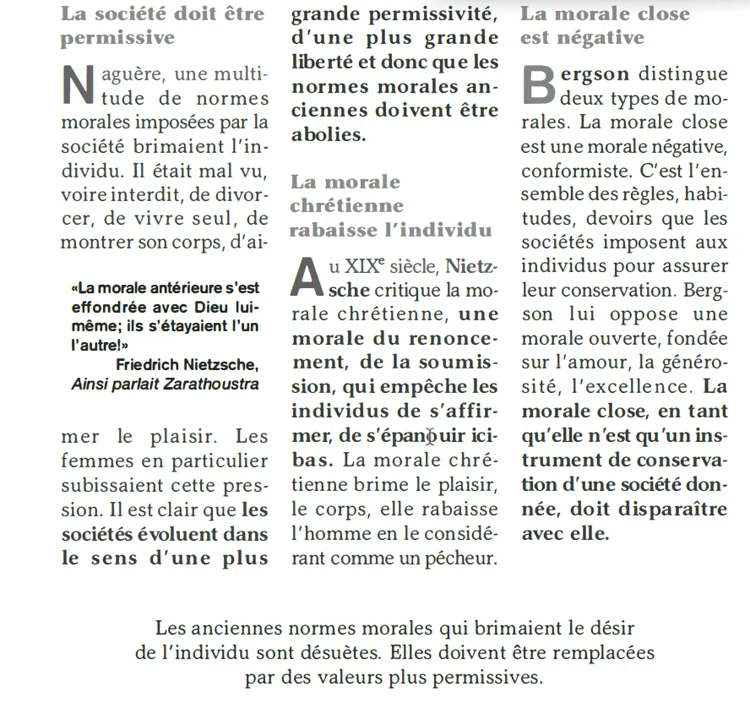 La société doit être
permissive
Naguère, une multi-
tude de normes
morales imposées par la
société brimaient l'in-
dividu. Il était mal vu,
voire interdit, de divor-
cer, de vivre seul, de
montrer son corps, d'ai-
«La morale antérieure s'est
effondrée avec Dieu lui-
même; ils s'étayaient l'un
l'autre!»
Friedrich Nietzsche,
Ainsi parlait Zarathoustra
mer le plaisir. Les
femmes en particulier
subissaient cette pres-
sion. Il est clair que les
sociétés évoluent dans
le sens d'une plus
grande permissivité,
d'une plus grande
liberté et donc que les
normes morales an-
ciennes doivent être
abolies.
La morale
chrétienne
rabaisse l'individu
Au XIXe siècle, Nietz-
sche critique la mo-
rale chrétienne, une
morale du renonce-
ment, de la soumis-
sion, qui empêche les
individus de s'affir-
mer, de s'épanouir ici-
bas. La morale chré-
tienne brime le plaisir,
le corps, elle rabaisse
l'homme en le considé-
rant comme un pécheur.
La morale close
est négative
Bergson distingue
deux types de mo-
rales. La morale close
est une morale négative,
conformiste. C'est l'en-
semble des règles, habi-
tudes, devoirs que les
sociétés imposent aux
individus pour assurer
leur conservation. Berg-
son lui oppose une
morale ouverte, fondée
sur l'amour, la généro-
sité, l'excellence. La
morale close, en tant
qu'elle n'est qu'un ins-
trument de conserva-
tion d'une société don-
née, doit disparaître
avec elle.
Les anciennes normes morales qui brimaient le désir
de l'individu sont désuètes. Elles doivent être remplacées
par des valeurs plus permissives.